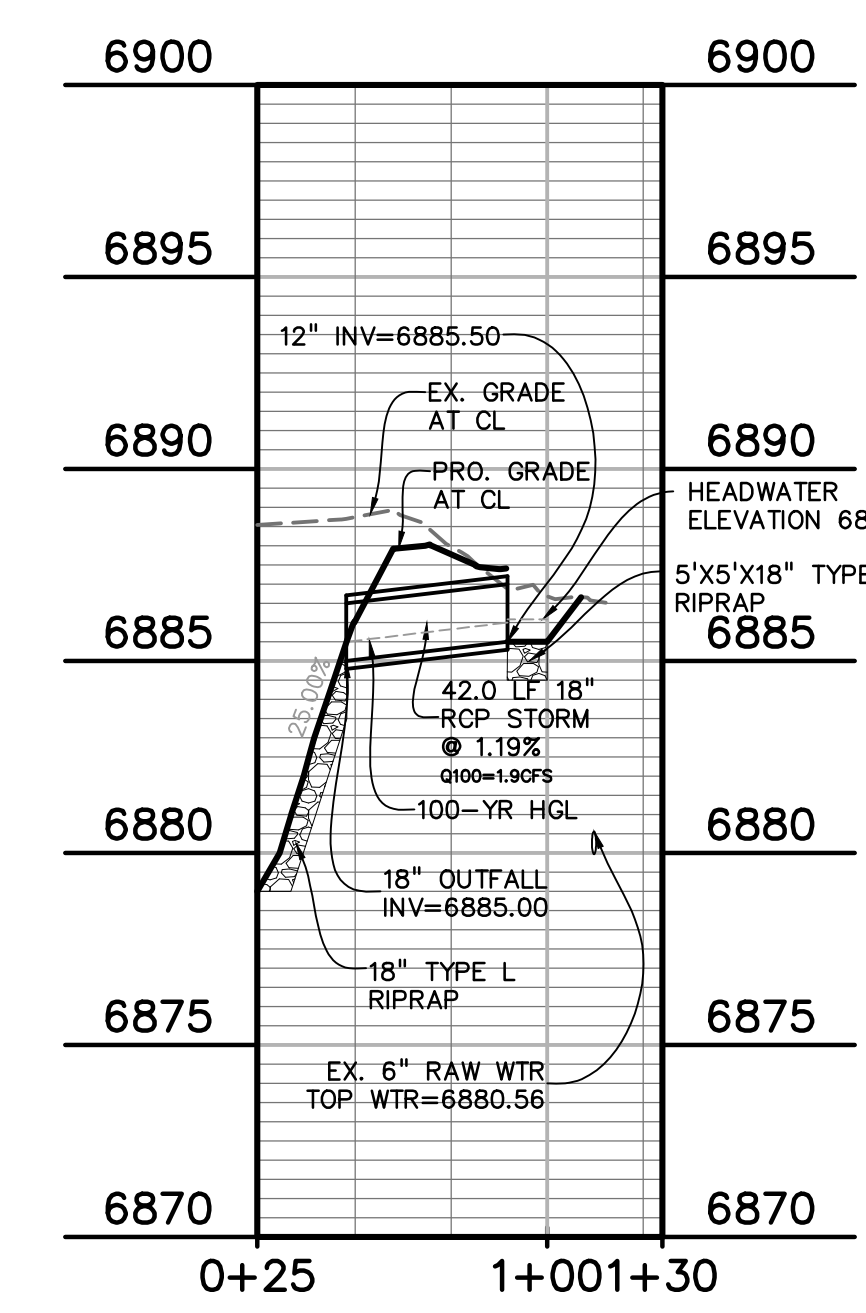 6900 6900
6895 6895
12" INV=6885.50
EX. GRADE
AT CL
6890 6890
PRO. GRADE
AT CL
HEADWATER
ELEVATION 68
5'X5'X18" TYPE
RIPRAP
6885 6885
25.00%
42.0 LF 18"
RCP STORM
@ 1.19%
Q100=1.9CFS
100-YR HGL
6880 6880
18" OUTFALL
INV=6885.00
18" TYPE L
RIPRAP
6875 6875
EX. 6" RAW WTR
TOP WTR=6880.56
6870 6870
0+25 1+00 1+30